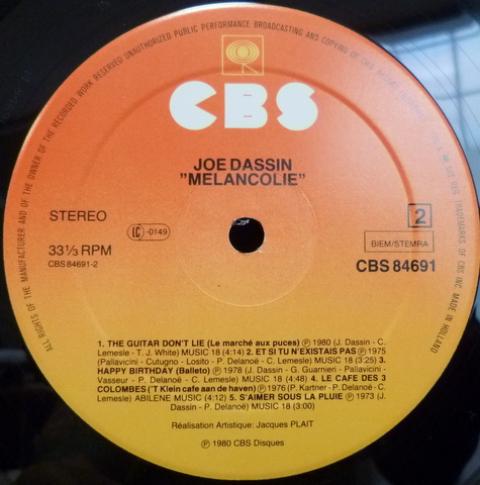 ALL RIGHTS OF THE MANUFACTURER AND OF THE OWNER OF THE RECORDED WORK RESERVED UNAUTHORIZED PUBLIC PERFORMANCE BROADCASTING AND COPYING OF
TRADEMARKS OF CBS INC MADE IN HOLLAND
CBS
JOE DASSIN
"MELANCOLIE"
STEREO
LC -0149
2
33⅓ RPM
BIEM/STEMRA
CBS 84691-2
CBS 84691
1. THE GUITAR DON'T LIE (Le marché aux puces) ℗ 1980 (J. Dassin - C.
Lemesle - T. J. White) MUSIC 18 (4:14) 2. ET SI TU N'EXISTAIS PAS ℗ 1975
(Pallavicini - Cutugno - Losito - P. Delanoë - C. Lemesle) MUSIC 18 (3:25) 3.
HAPPY BIRTHDAY (Balleto) ℗ 1978 (J. Dassin - G. Guarnieri - Pallavicini -
Vasseur - P. Delanoë - C. Lemesle) MUSIC 18 (4:48) 4. LE CAFE DES 3
COLOMBES ('T Klein cafe aan de haven) ℗ 1976 (P. Kartner - P. Delanoë - C.
Lemesle) ABILENE MUSIC (4:12) 5. S'AIMER SOUS LA PLUIE ℗ 1973 (J.
Dassin - P. Delanoë) MUSIC 18 (3:00)
Réalisation Artistique: Jacques PLAIT
℗ 1980 CBS Disques